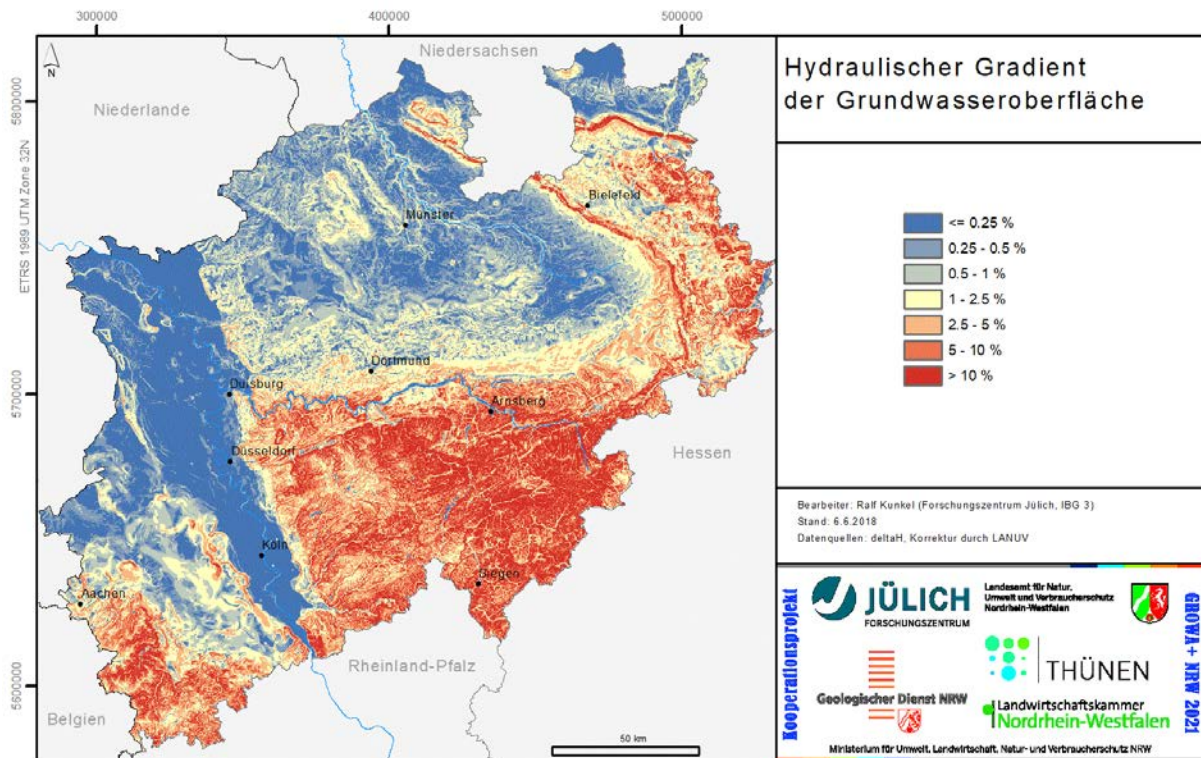 300000
400000
500000
5800000
5700000
5600000
ETRS 1989 UTM Zone 32N
N
Niedersachsen
Niederlande
Bielefeld
Münster
Dortmund
Duisburg
Arnsberg
Düsseldorf
Hessen
Köln
Siegen
Aachen
Rheinland-Pfalz
Belgien
50 km
Hydraulischer Gradient
der Grundwasseroberfläche
<= 0.25 %
0.25 - 0.5 %
0.5 - 1 %
1 - 2.5 %
2.5 - 5 %
5 - 10 %
> 10 %
Bearbeiter: Ralf Kunkel (Forschungszentrum Jülich, IBG 3)
Stand: 6.6.2018
Datenquellen: deltaH, Korrektur durch LANUV
Kooperationsprojekt
JÜLICH
FORSCHUNGSZENTRUM
Landesamt für Natur,
Umwelt und Verbraucherschutz
Nordrhein-Westfalen
GROWA+ NRW 2021
Geologischer Dienst NRW
THÜNEN
Landwirtschaftskammer
Nordrhein-Westfalen
Ministerium für Umwelt, Landwirtschaft, Natur- und Verbraucherschutz NRW